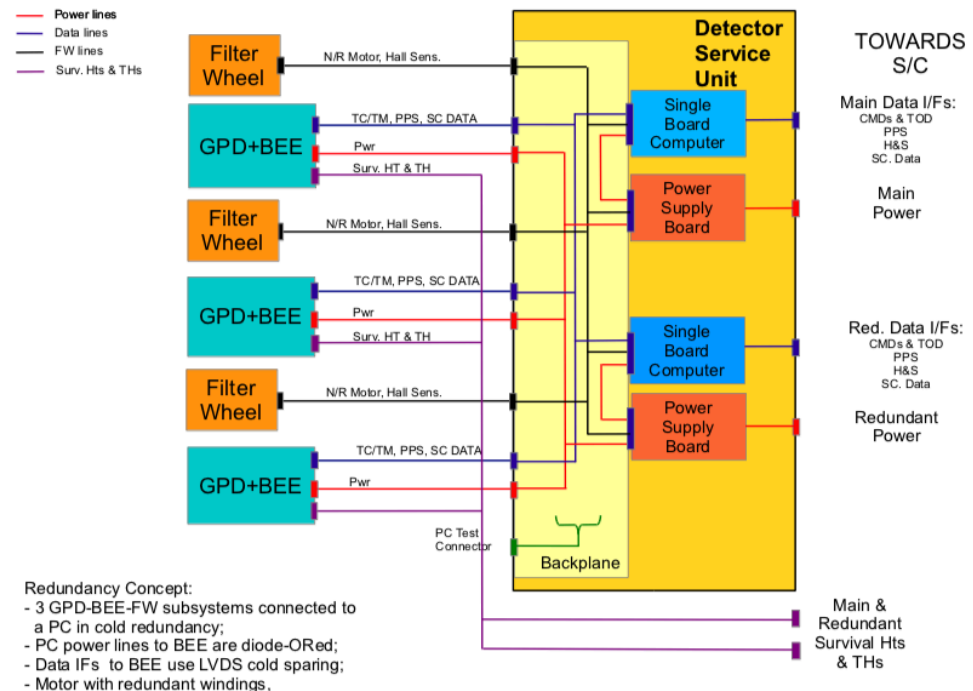 Power lines
Data lines
FW lines
Surv. Hts & THs
Filter
Wheel
N/R Motor, Hall Sens.
GPD+BEE
TC/TM, PPS, SC DATA
Pwr
Surv. HT & TH
Filter
Wheel
N/R Motor, Hall Sens.
GPD+BEE
TC/TM, PPS, SC DATA
Pwr
Surv. HT & TH
Filter
Wheel
N/R Motor, Hall Sens.
GPD+BEE
TC/TM, PPS, SC DATA
Pwr
PC Test
Connector
Backplane
Detector
Service
Unit
Single
Board
Computer
Power
Supply
Board
Single
Board
Computer
Power
Supply
Board
TOWARDS
S/C
Main Data I/Fs:
CMDs & TOD
PPS
H&S
SC. Data
Main
Power
Red. Data I/Fs:
CMDs & TOD
PPS
H&S
SC. Data
Redundant
Power
Main &
Redundant
Survival Hts
& THs
Redundancy Concept:
- 3 GPD-BEE-FW subsystems connected to
a PC in cold redundancy;
- PC power lines to BEE are diode-ORed;
- Data IFs to BEE use LVDS cold sparing;
- Motor with redundant windings,